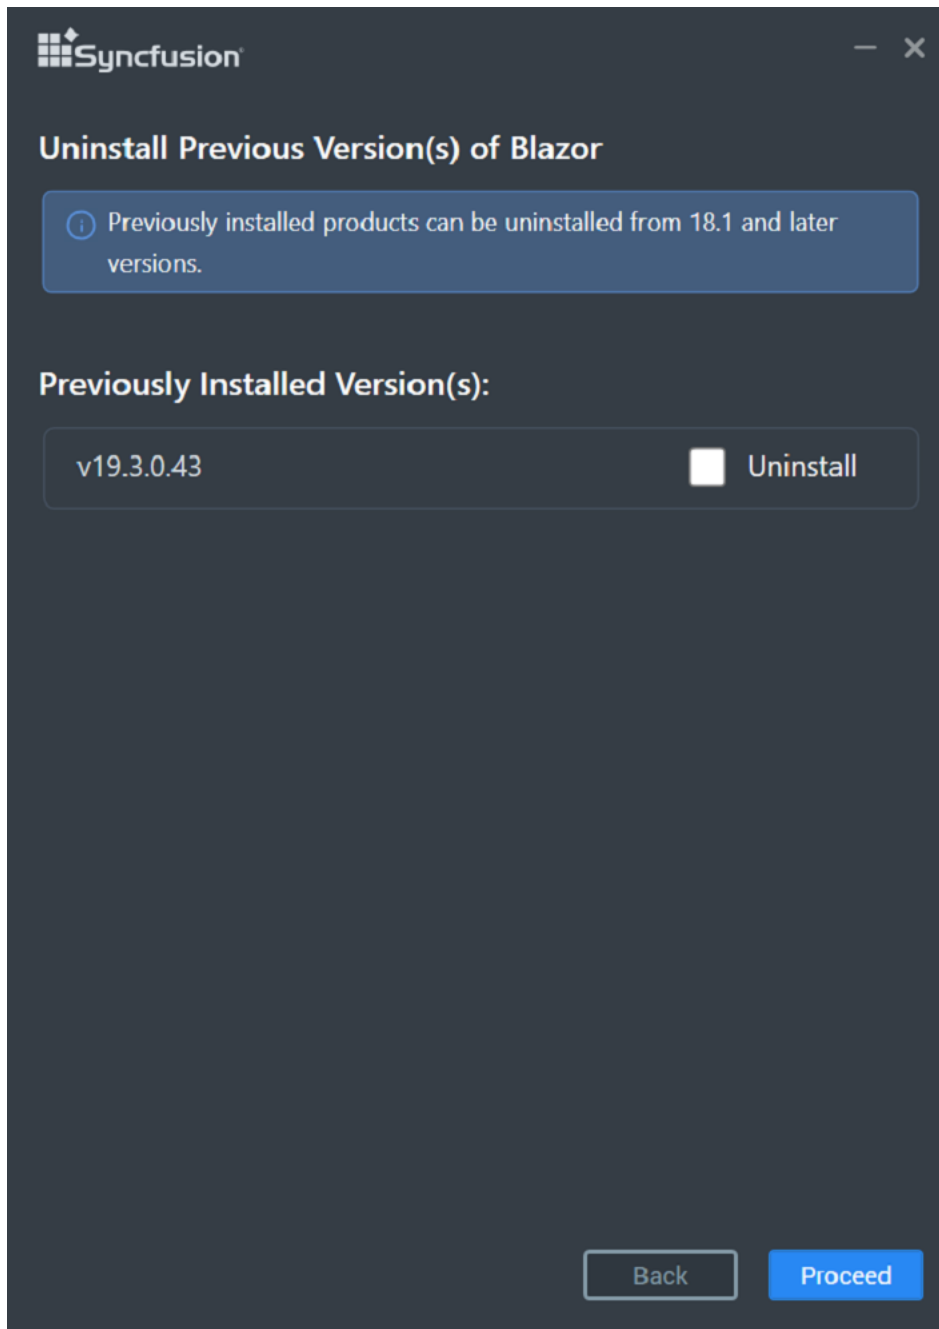 Syncfusion
Uninstall Previous Version(s) of Blazor
Previously installed products can be uninstalled from 18.1 and later
versions.
Previously Installed Version(s):
v19.3.0.43 Uninstall
Back Proceed